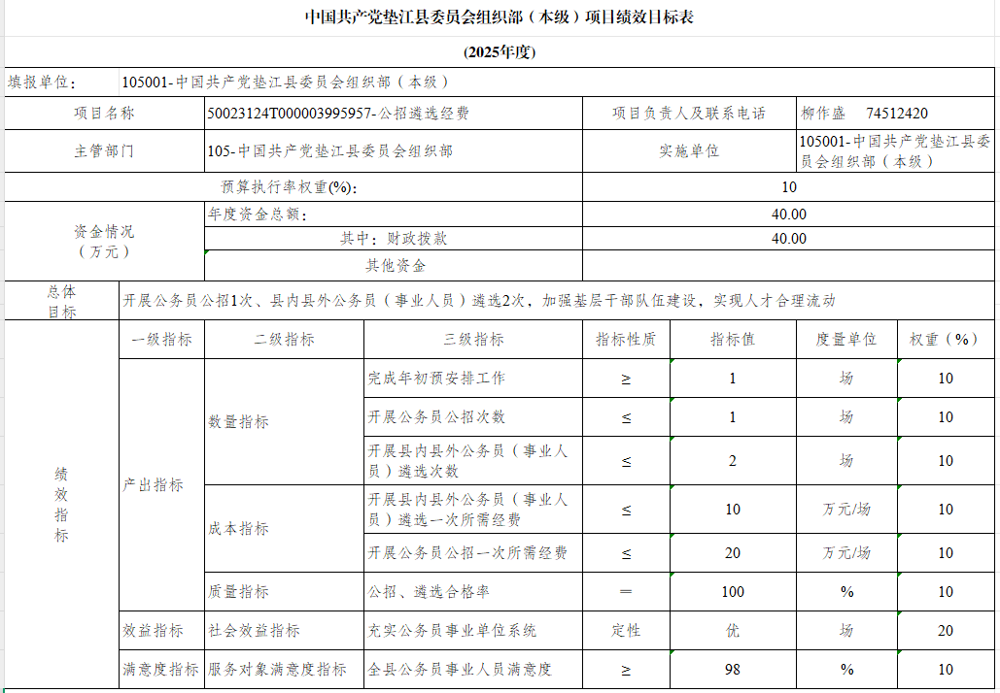 中国共产党垫江县委员会组织部（本级）项目绩效目标表
(2025年度)
填报单位： 105001-中国共产党垫江县委员会组织部（本级）
项目名称 50023124T000003995957-公招遴选经费 项目负责人及联系电话 柳作盛 74512420
主管部门 105-中国共产党垫江县委员会组织部 实施单位 105001-中国共产党垫江县委
员会组织部（本级）
预算执行率权重(%)： 10
资金情况
（万元）
年度资金总额： 40.00
其中：财政拨款 40.00
其他资金
总体
目标
开展公务员公招1次、县内县外公务员（事业人员）遴选2次，加强基层干部队伍建设，实现人才合理流动
绩
效
指
标
一级指标 二级指标 三级指标 指标性质 指标值 度量单位 权重（%）
产出指标
数量指标
完成年初预安排工作 ≥ 1 场 10
开展公务员公招次数 ≤ 1 场 10
开展县内县外公务员（事业人
员）遴选次数 ≤ 2 场 10
成本指标
开展县内县外公务员（事业人
员）遴选一次所需经费 ≤ 10 万元/场 10
开展公务员公招一次所需经费 ≤ 20 万元/场 10
质量指标 公招、遴选合格率 ＝ 100 % 10
效益指标 社会效益指标 充实公务员事业单位系统 定性 优 场 20
满意度指标 服务对象满意度指标 全县公务员事业人员满意度 ≥ 98 % 10